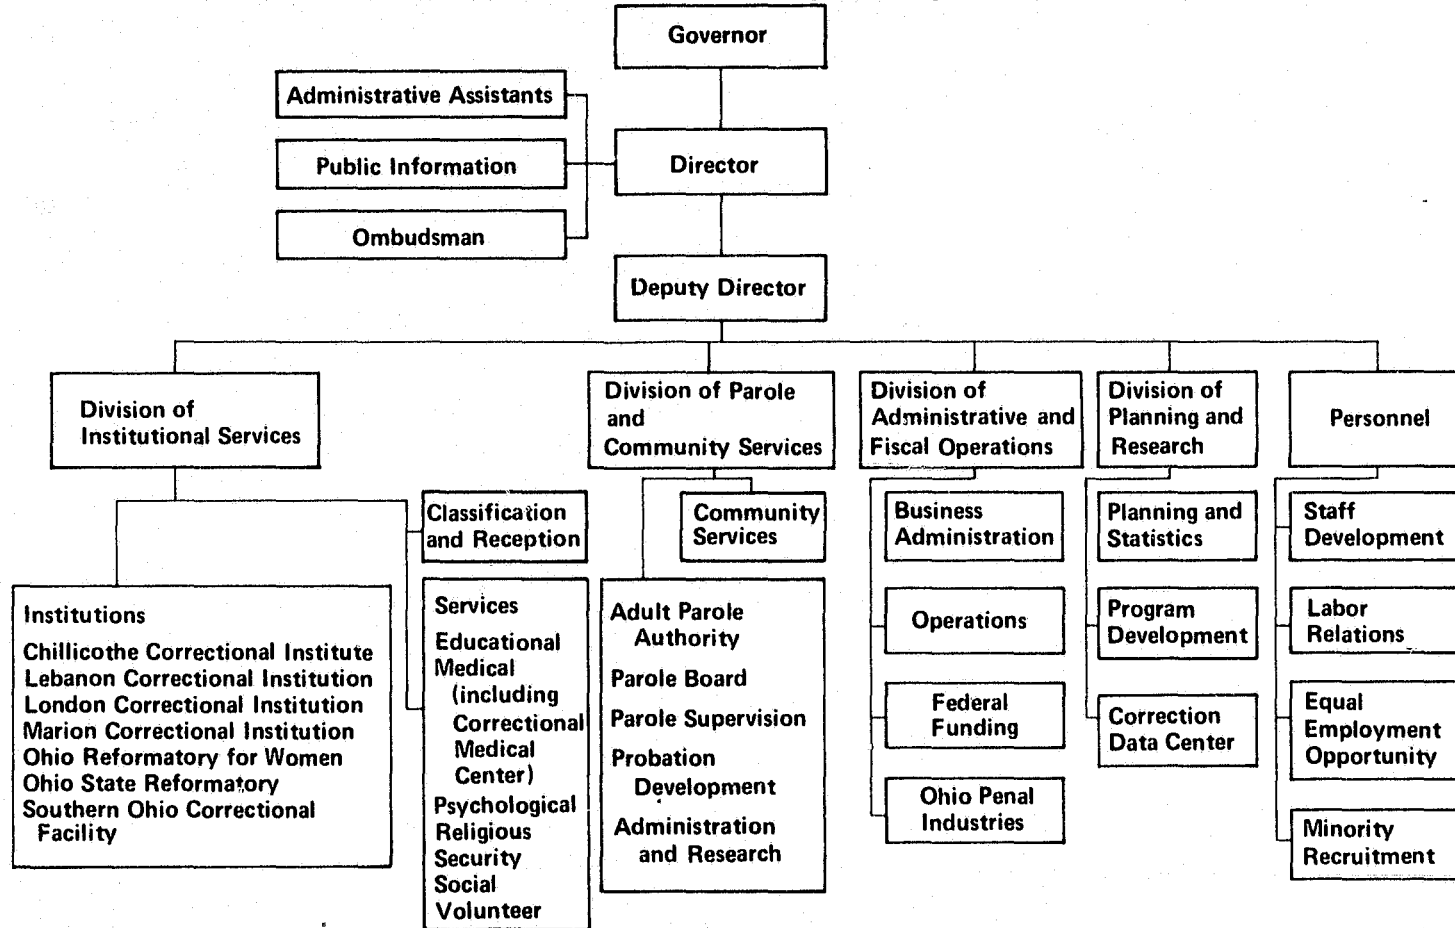 Governor
Administrative Assistants
Public Information
Ombudsman
Director
Deputy Director
Division of
Institutional Services
Division of Parole
and
Community Services
Division of
Administrative and
Fiscal Operations
Division of
Planning and
Research
Personnel
Institutions
Chillicothe Correctional Institute
Lebanon Correctional Institution
London Correctional Institution
Marion Correctional Institution
Ohio Reformatory for Women
Ohio State Reformatory
Southern Ohio Correctional
Facility
Classification
and Reception
Services
Educational
Medical
(including
Correctional
Medical
Center)
Psychological
Religious
Security
Social
Volunteer
Community
Services
Adult Parole
Authority
Parole Board
Parole Supervision
Probation
Development
Administration
and Research
Business
Administration
Operations
Federal
Funding
Ohio Penal
Industries
Planning and
Statistics
Program
Development
Correction
Data Center
Staff
Development
Labor
Relations
Equal
Employment
Opportunity
Minority
Recruitment